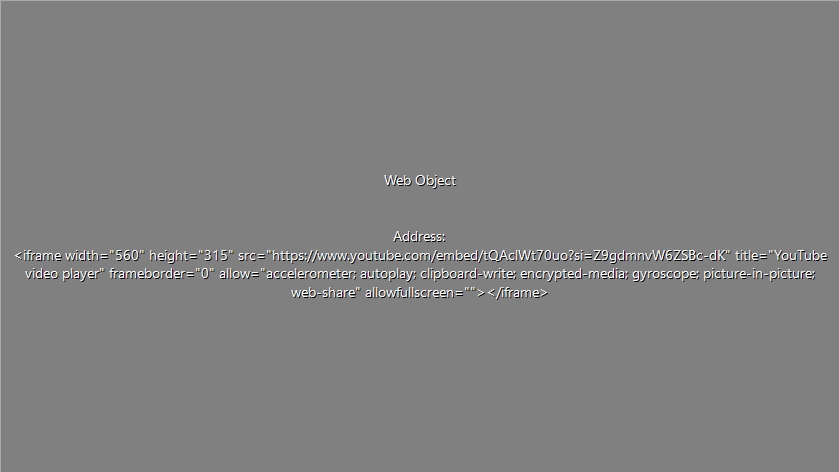 Web Object
Address:
<iframe width="560" height="315" src="https://www.youtube.com/embed/tQAclWt70uo?si=Z9gdmnvW6ZSBc-dK" title="YouTube
video player" frameborder="0" allow="accelerometer; autoplay; clipboard-write; encrypted-media; gyroscope; picture-in-picture;
web-share" allowfullscreen=""></iframe>